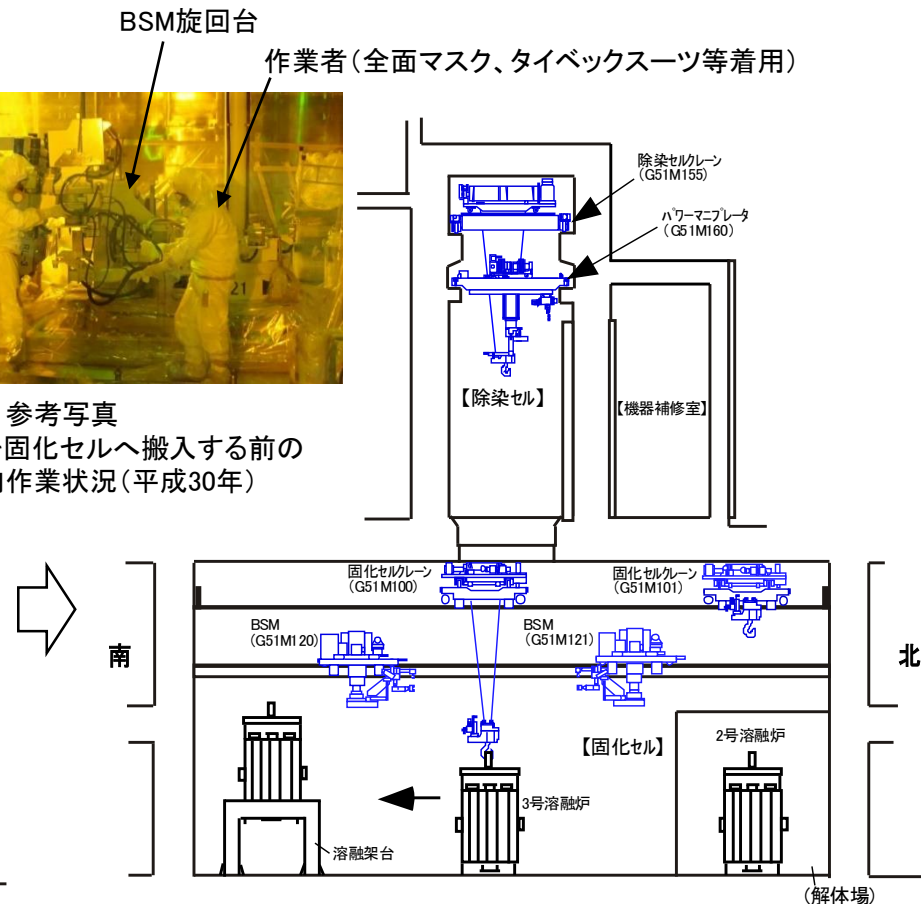 BSM旋回台
作業者(全面マスク、タイベックスーツ等着用)
21
除染セルクレーン
(G51M155)
パワーマニプレータ
(G51M160)
【除染セル】
【機器補修室】
参考写真
固化セルへ搬入する前の
作業状況(平成30年)
固化セルクレーン
(G51M100)
固化セルクレーン
(G51M101)
BSM
(G51M120)
BSM
(G51M121)
南
北
【固化セル】
2号溶融炉
3号溶融炉
溶融架台
(解体場)